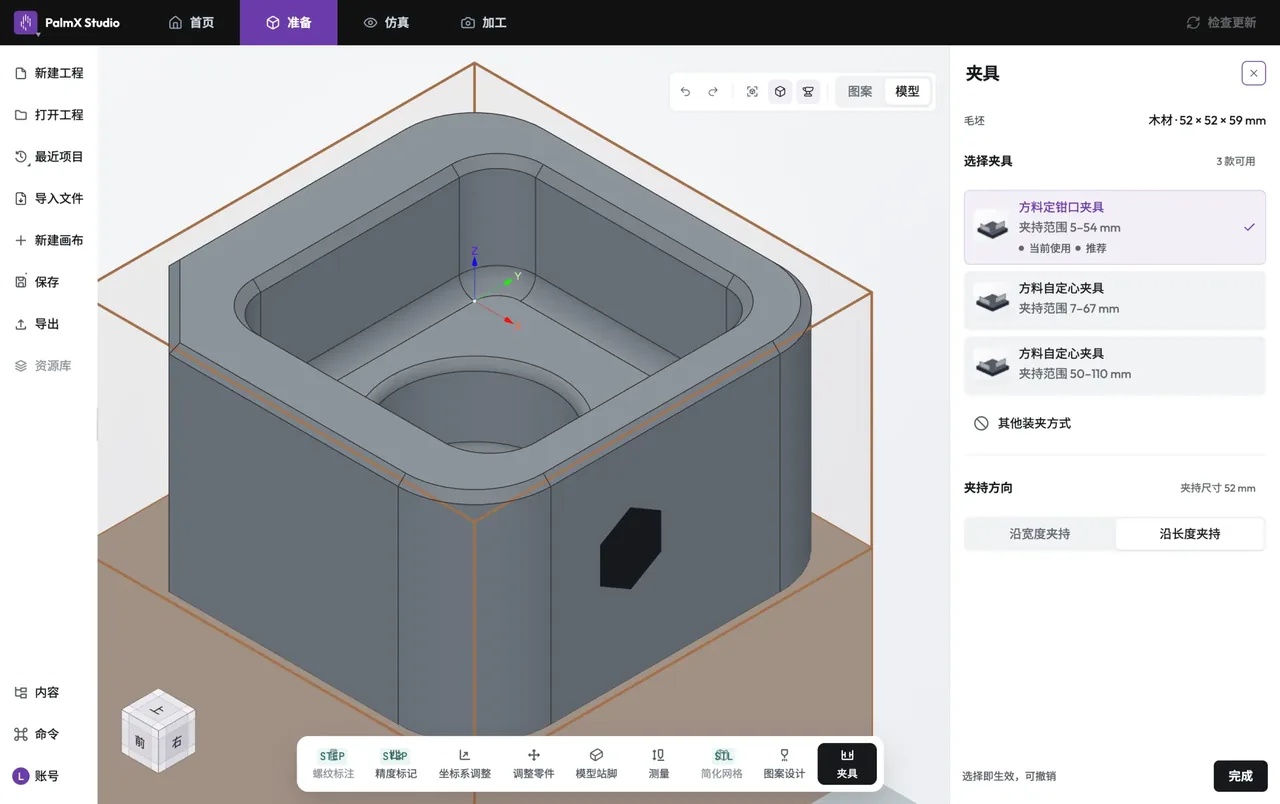 PalmX Studio
首页
准备
仿真
加工
检查更新
新建工程
打开工程
最近项目
导入文件
新建画布
保存
导出
资源库
内容
命令
L 账号
图案
模型
Z
Y
上
前
右
STEP
螺纹标注
精度标记
坐标系调整
调整零件
模型站脚
测量
简化网格
图案设计
夹具
夹具
毛坯
木材 · 52 × 52 × 59 mm
选择夹具
3 款可用
方料定钳口夹具
夹持范围 5–54 mm
当前使用
推荐
方料自定心夹具
夹持范围 7–67 mm
方料自定心夹具
夹持范围 50–110 mm
其他装夹方式
夹持方向
夹持尺寸 52 mm
沿宽度夹持
沿长度夹持
选择即生效，可撤销
完成